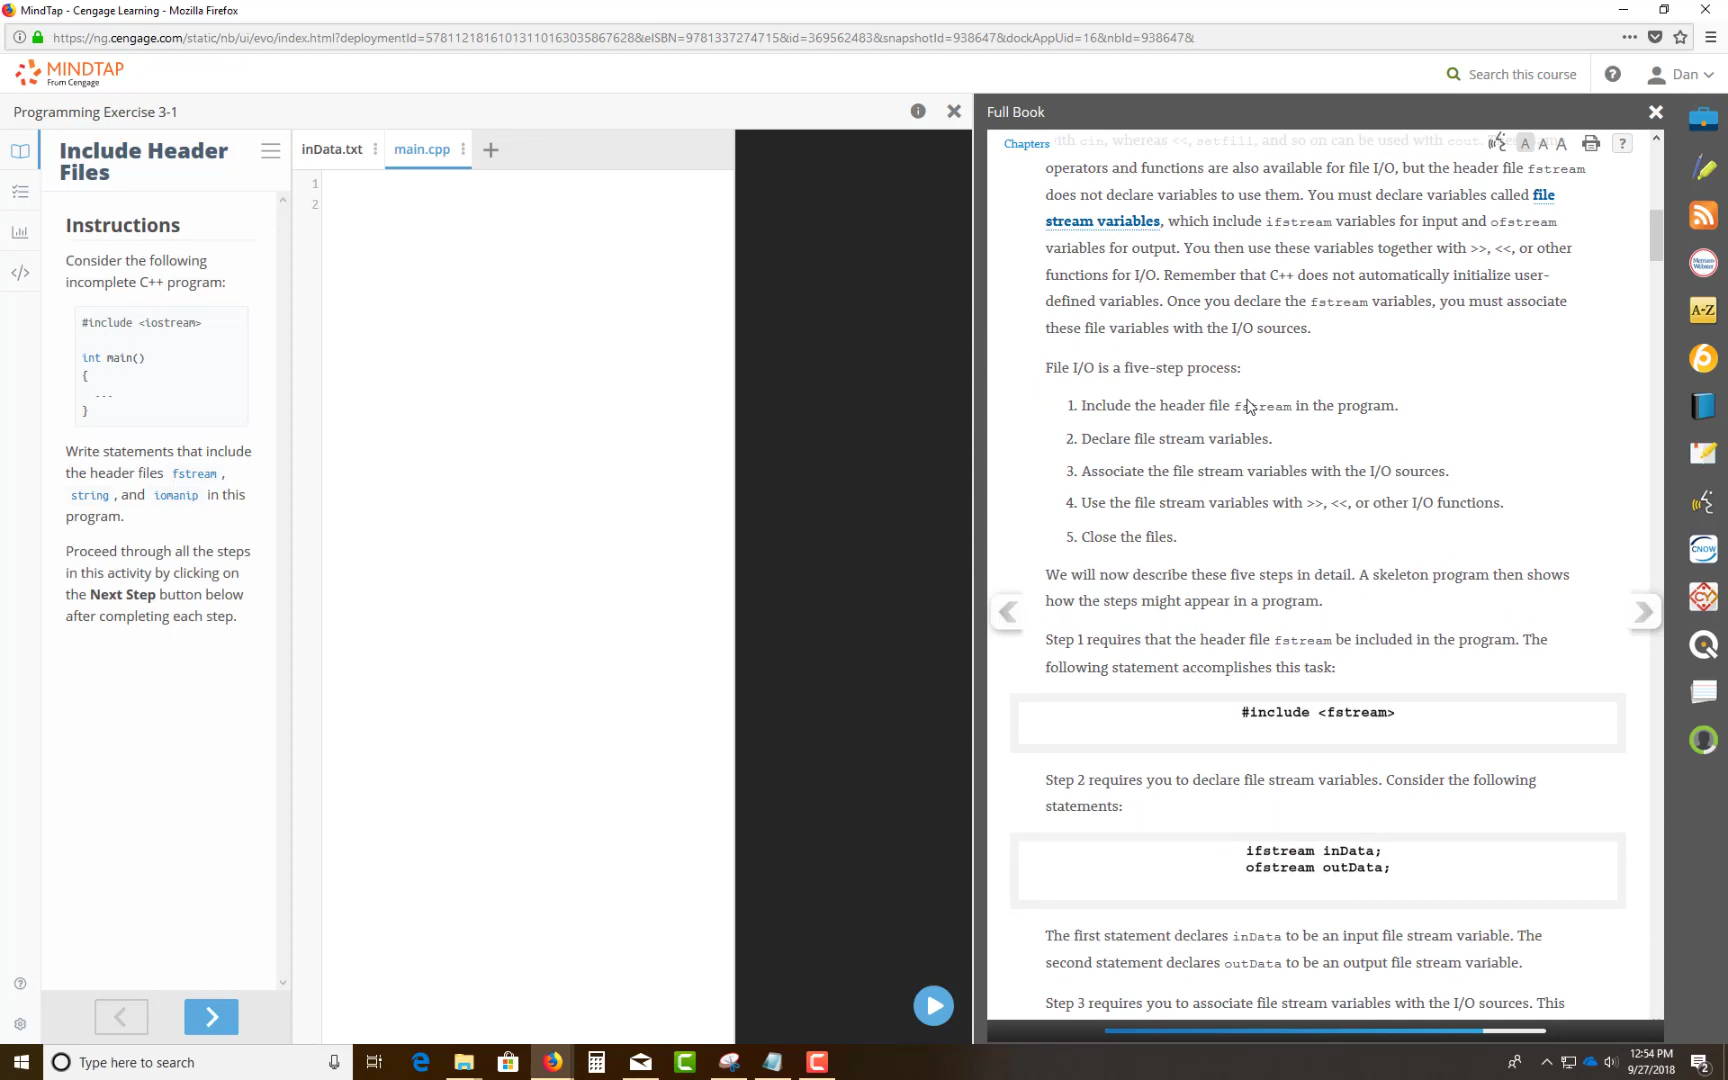 MindTap - Cengage Learning - Mozilla Firefox
https://ng.cengage.com/static/nb/ui/evo/index.html?deploymentId=57811218161013110163035867628&eISBN=9781337274715&id=369562483&snapshotId=938647&dockAppUid=16&nbId=938647&
MINDTAP
From Cengage
Search this course
Dan
Programming Exercise 3-1
Include Header
Files
Instructions
Consider the following
incomplete C++ program:
#include <iostream>
int main()
{
...
}
Write statements that include
the header files fstream ,
string , and iomanip in this
program.
Proceed through all the steps
in this activity by clicking on
the Next Step button below
after completing each step.
inData.txt
main.cpp
1
2
Full Book
Chapters
with cin, whereas <<, setfill, and so on can be used with cout.
A A A ?
operators and functions are also available for file I/O, but the header file fstream
does not declare variables to use them. You must declare variables called file
stream variables, which include ifstream variables for input and ofstream
variables for output. You then use these variables together with >>, <<, or other
functions for I/O. Remember that C++ does not automatically initialize user-
defined variables. Once you declare the fstream variables, you must associate
these file variables with the I/O sources.
File I/O is a five-step process:
1. Include the header file fstream in the program.
2. Declare file stream variables.
3. Associate the file stream variables with the I/O sources.
4. Use the file stream variables with >>, <<, or other I/O functions.
5. Close the files.
We will now describe these five steps in detail. A skeleton program then shows
how the steps might appear in a program.
Step 1 requires that the header file fstream be included in the program. The
following statement accomplishes this task:
#include <fstream>
Step 2 requires you to declare file stream variables. Consider the following
statements:
ifstream inData;
ofstream outData;
The first statement declares inData to be an input file stream variable. The
second statement declares outData to be an output file stream variable.
Step 3 requires you to associate file stream variables with the I/O sources. This
A-Z
CNOW
Type here to search
12:54 PM
9/27/2018
2